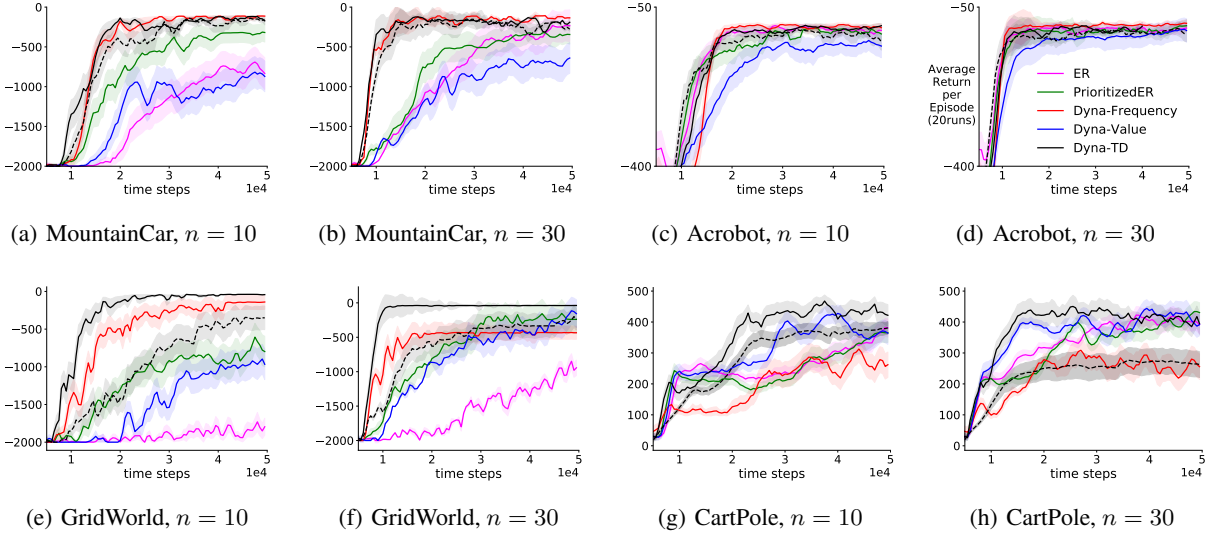 0
−500
−1000
−1500
−2000
1 2 3 4 5
time steps 1e4
(a) MountainCar, n = 10
0
−500
−1000
−1500
−2000
1 2 3 4 5
time steps 1e4
(b) MountainCar, n = 30
−50
−400
1 2 3 4 5
time steps 1e4
(c) Acrobot, n = 10
−50
Average
Return
per
Episode
(20runs)
−400
ER
PrioritizedER
Dyna-Frequency
Dyna-Value
Dyna-TD
1 2 3 4 5
time steps 1e4
(d) Acrobot, n = 30
0
−500
−1000
−1500
−2000
1 2 3 4 5
time steps 1e4
(e) GridWorld, n = 10
0
−500
−1000
−1500
−2000
1 2 3 4 5
time steps 1e4
(f) GridWorld, n = 30
500
400
300
200
100
0
1 2 3 4 5
time steps 1e4
(g) CartPole, n = 10
500
400
300
200
100
0
1 2 3 4 5
time steps 1e4
(h) CartPole, n = 30